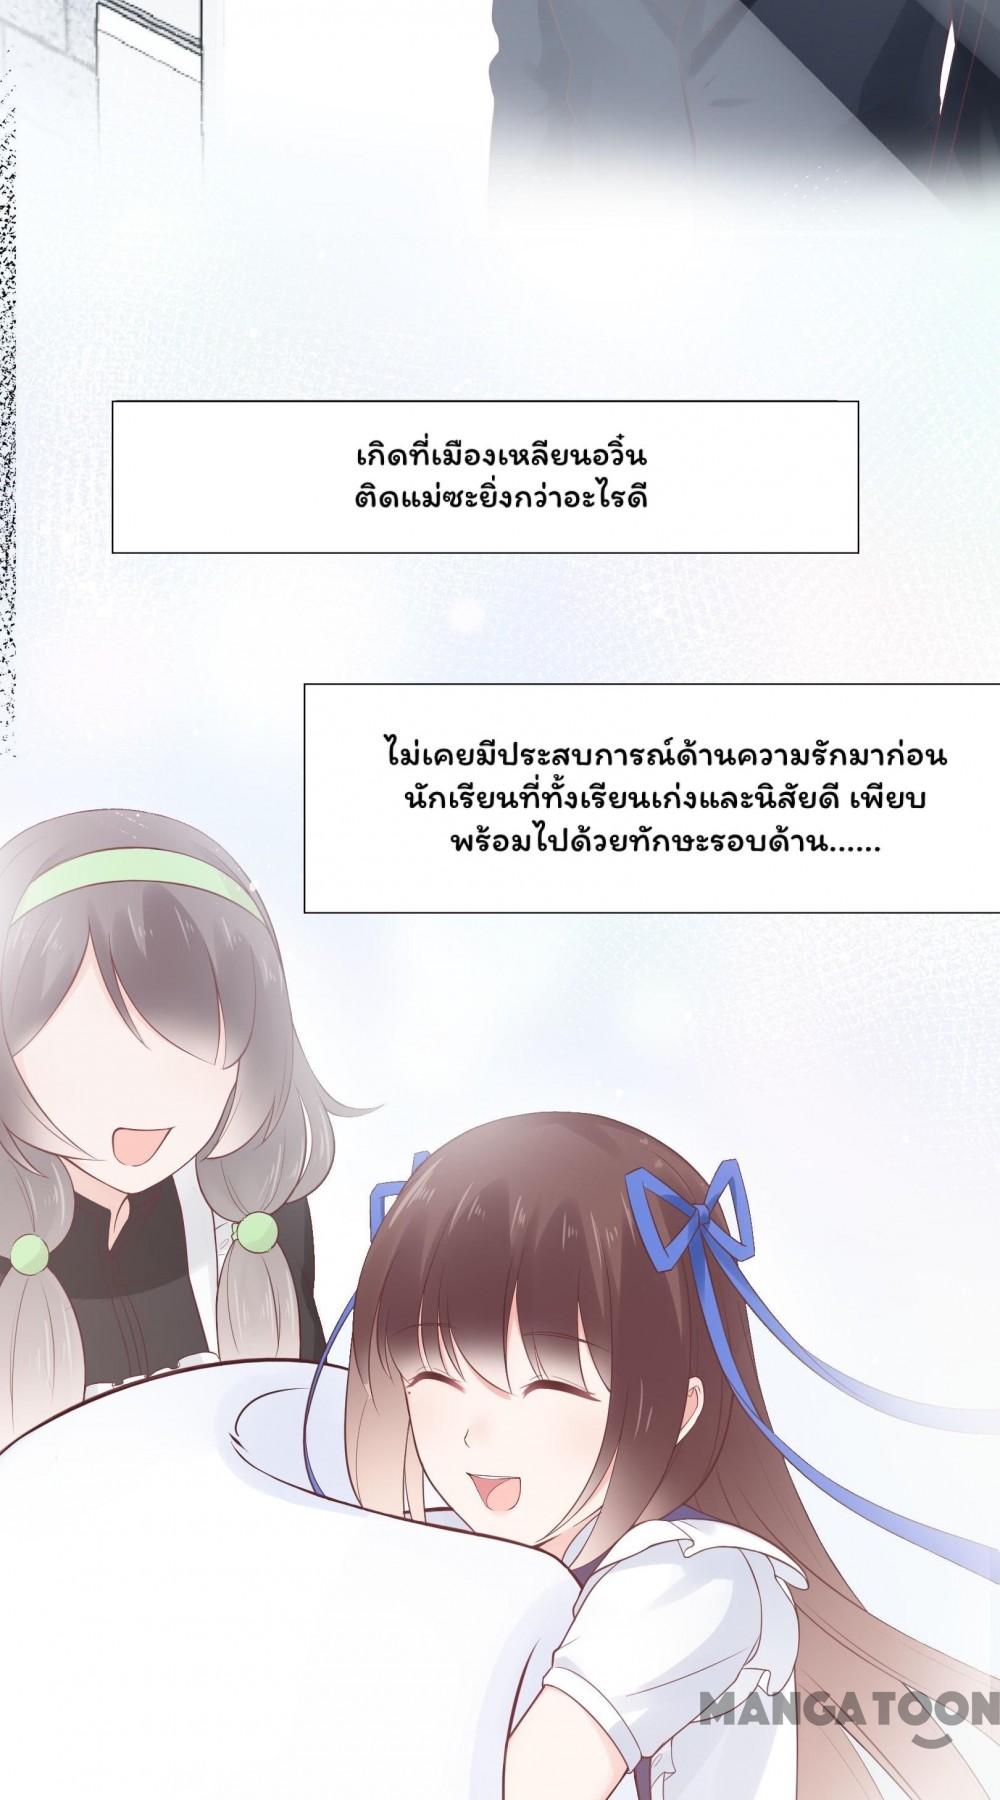 เกิดที่เมืองเหลียนอวิ๋น
ติดแม่ซะยิ่งกว่าอะไรดี
ไม่เคยมีประสบการณ์ด้านความรักมาก่อน
นักเรียนที่ทั้งเรียนเก่งและนิสัยดี เพียบ
พร้อมไปด้วยทักษะรอบด้าน......
MANGATOON